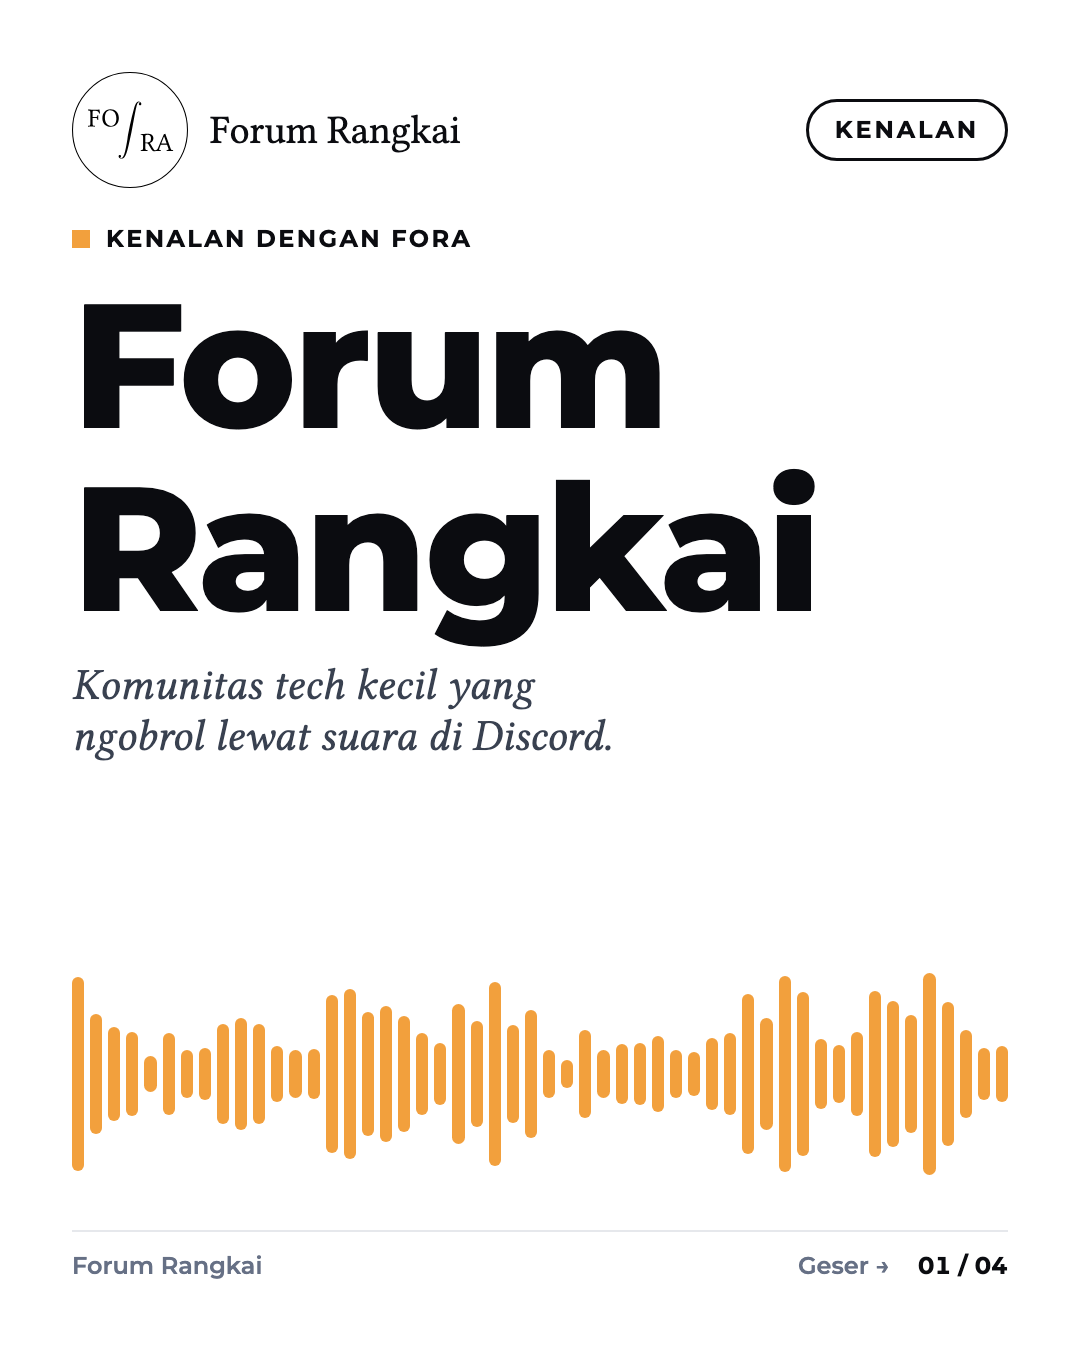 FO
RA
Forum Rangkai
KENALAN
KENALAN DENGAN FORA
Forum
Rangkai
Komunitas tech kecil yang
ngobrol lewat suara di Discord.
Forum Rangkai
Geser → 01 / 04